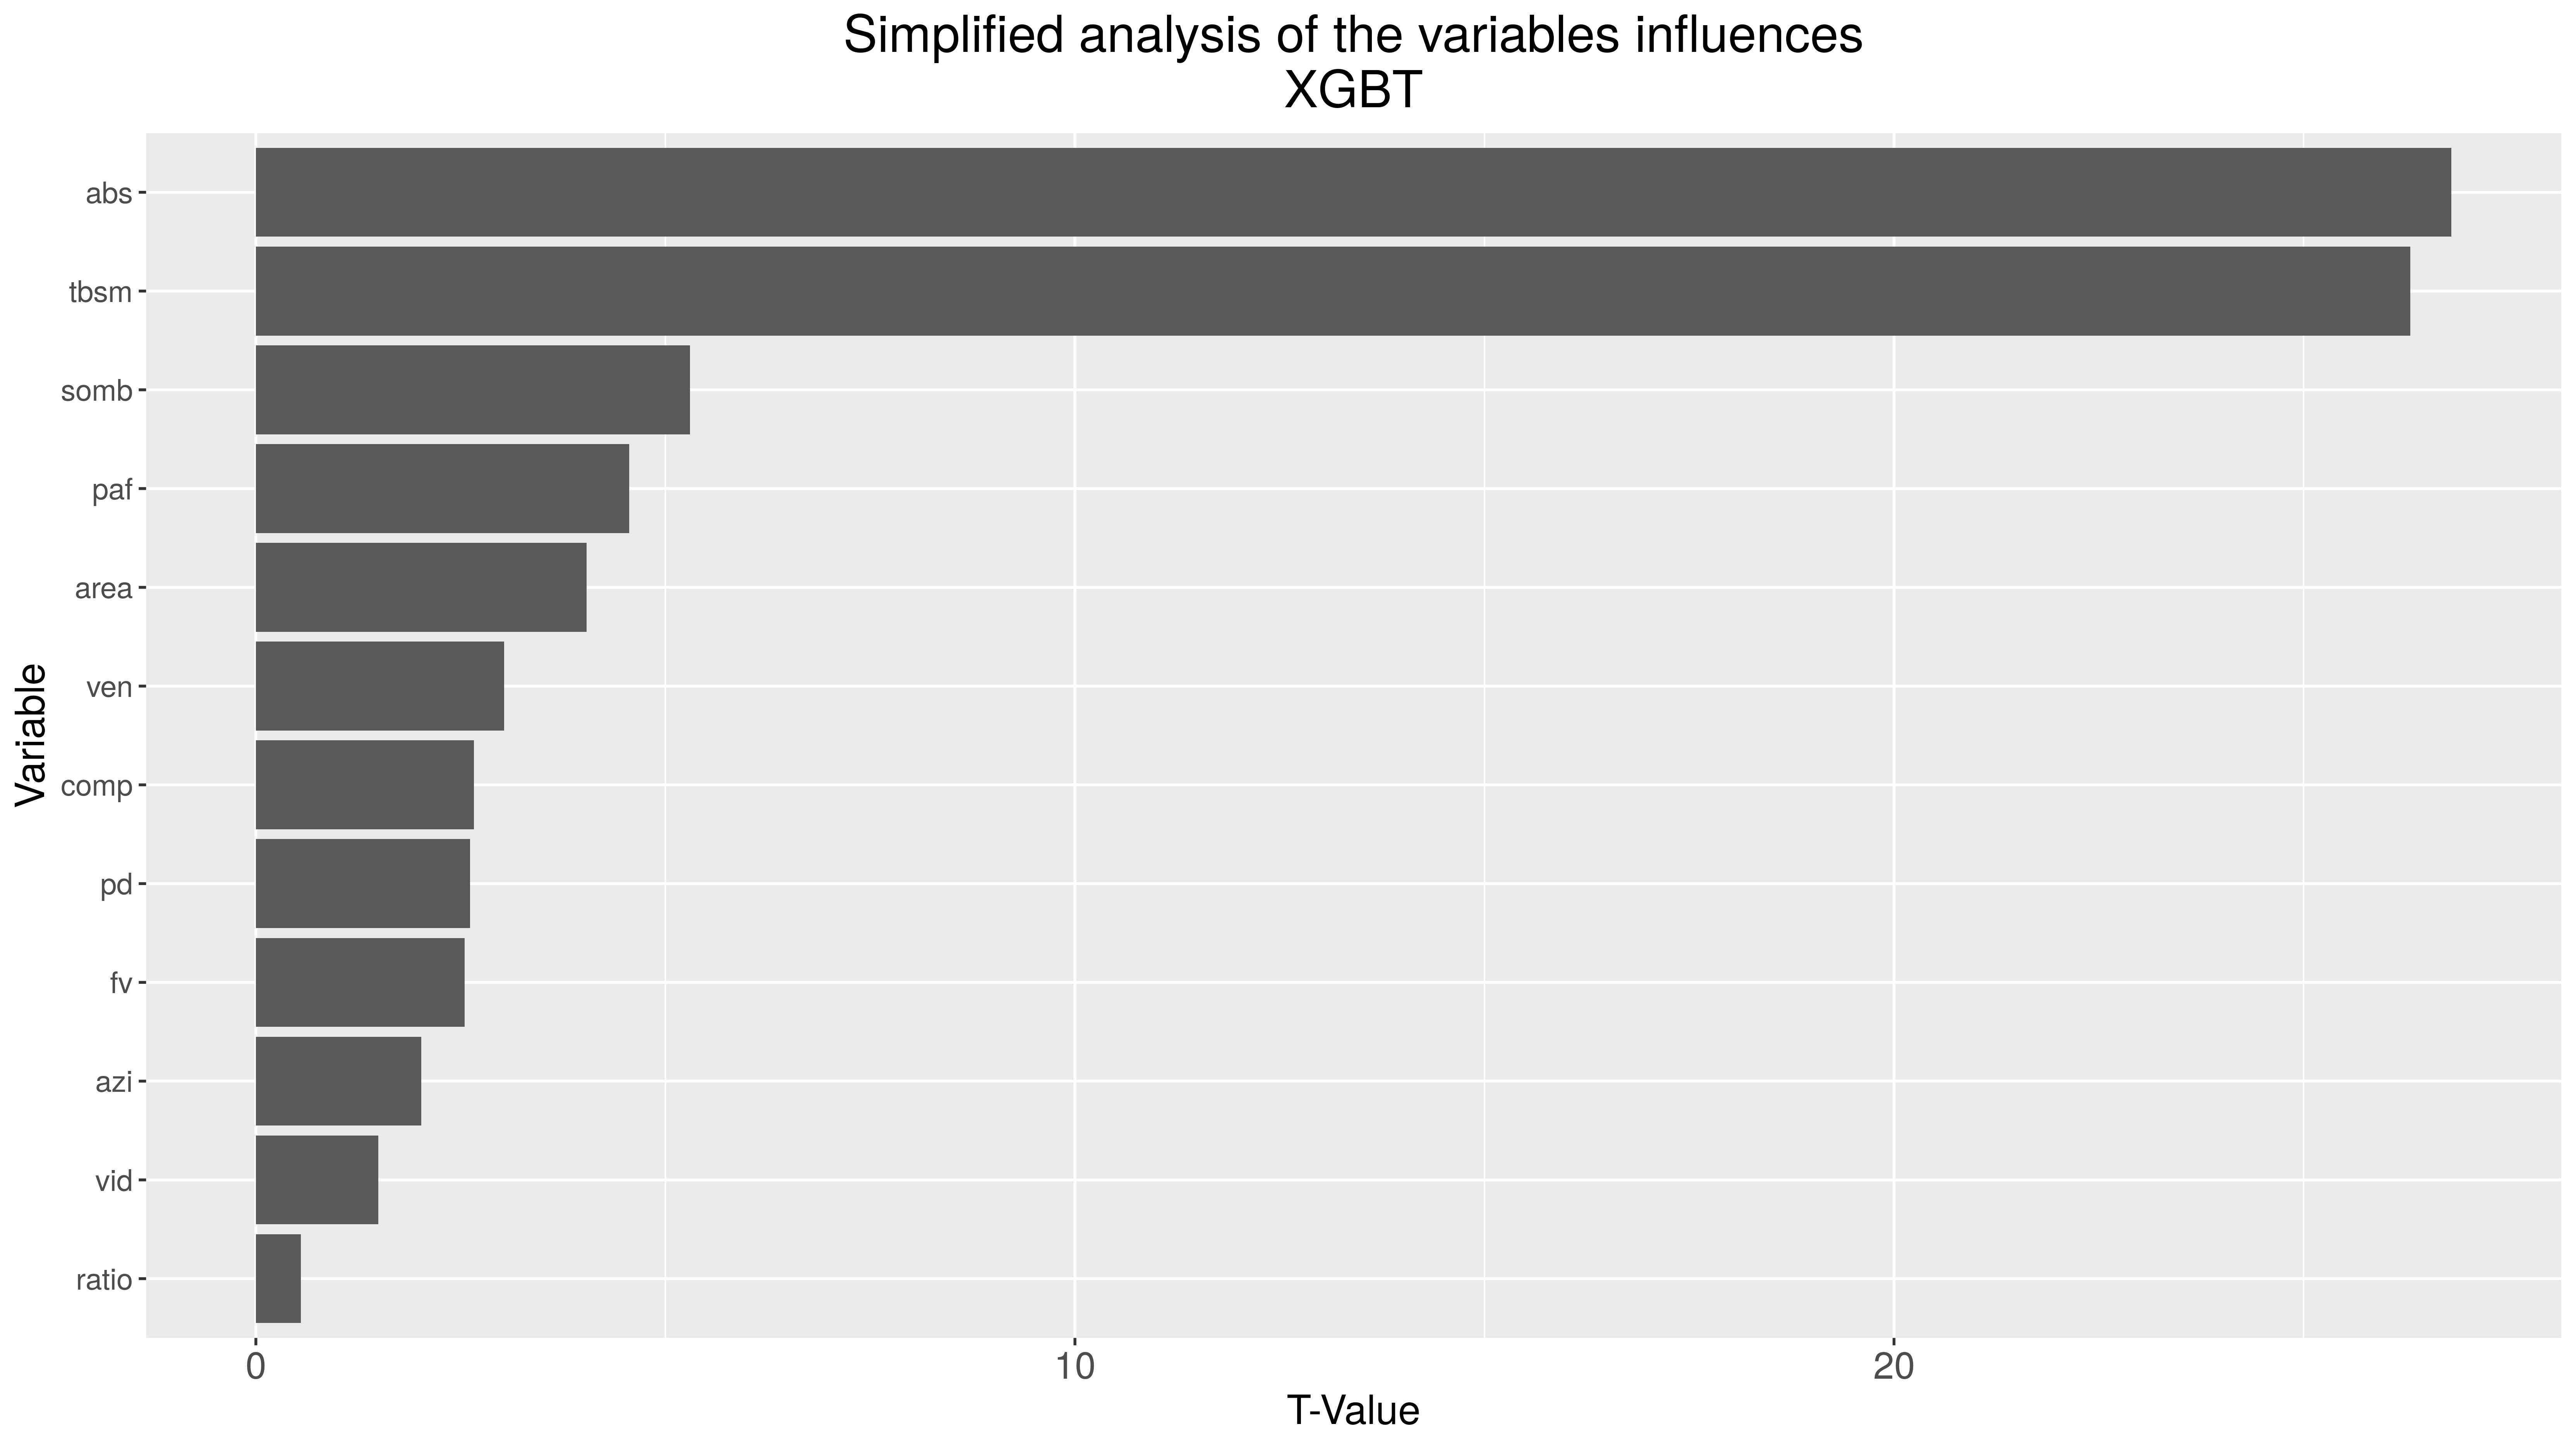 Simplified analysis of the variables influences
XGBT
Variable
abs
tbsm
somb
paf
area
ven
comp
pd
fv
azi
vid
ratio
0 10 20
T-Value